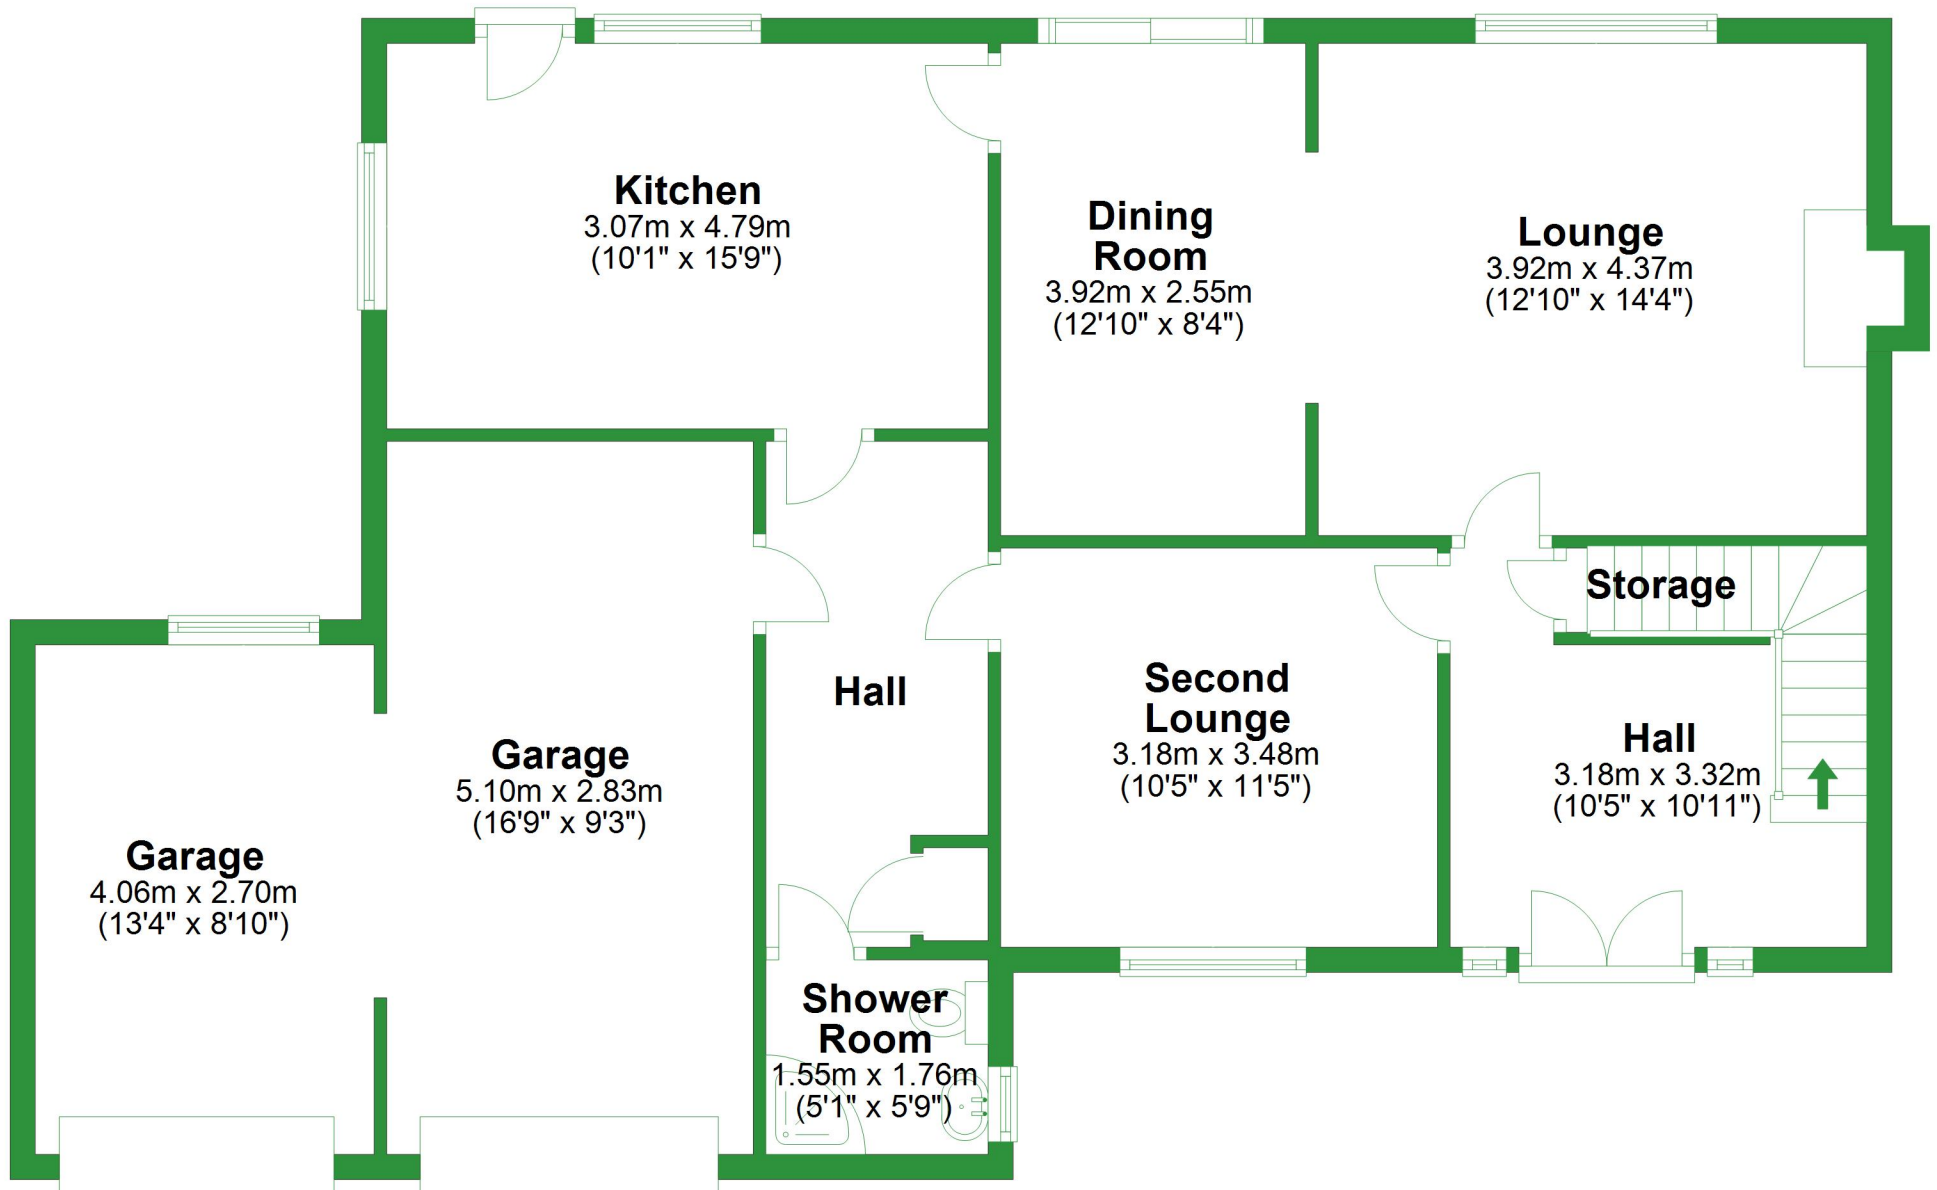 Kitchen
3.07m x 4.79m
(10'1" x 15'9")
Dining
Room
3.92m x 2.55m
(12'10" x 8'4")
Lounge
3.92m x 4.37m
(12'10" x 14'4")
Storage
Second
Lounge
3.18m x 3.48m
(10'5" x 11'5")
Hall
Hall
3.18m x 3.32m
(10'5" x 10'11")
Garage
5.10m x 2.83m
(16'9" x 9'3")
Garage
4.06m x 2.70m
(13'4" x 8'10")
Shower
Room
1.55m x 1.76m
(5'1" x 5'9")